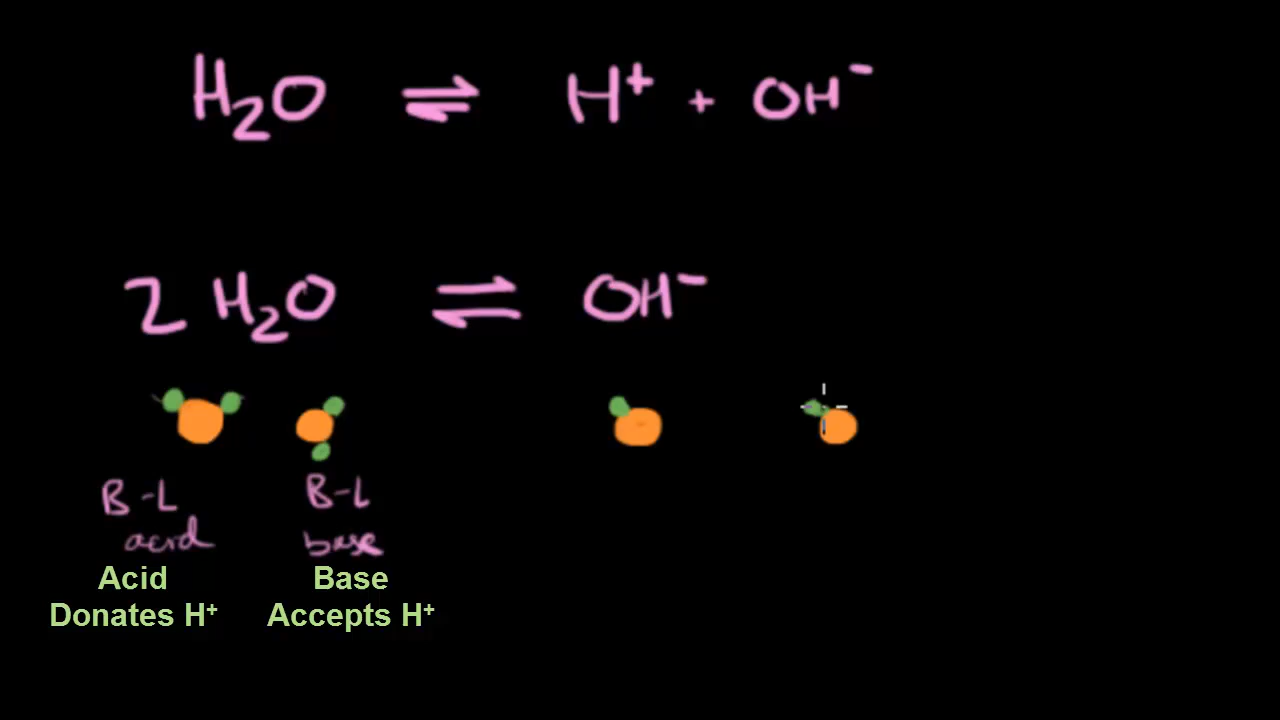 H₂O ⇌ H⁺ + OH⁻
2 H₂O ⇌ OH⁻
B-L B-L
acid base
Acid Base
Donates H⁺ Accepts H⁺